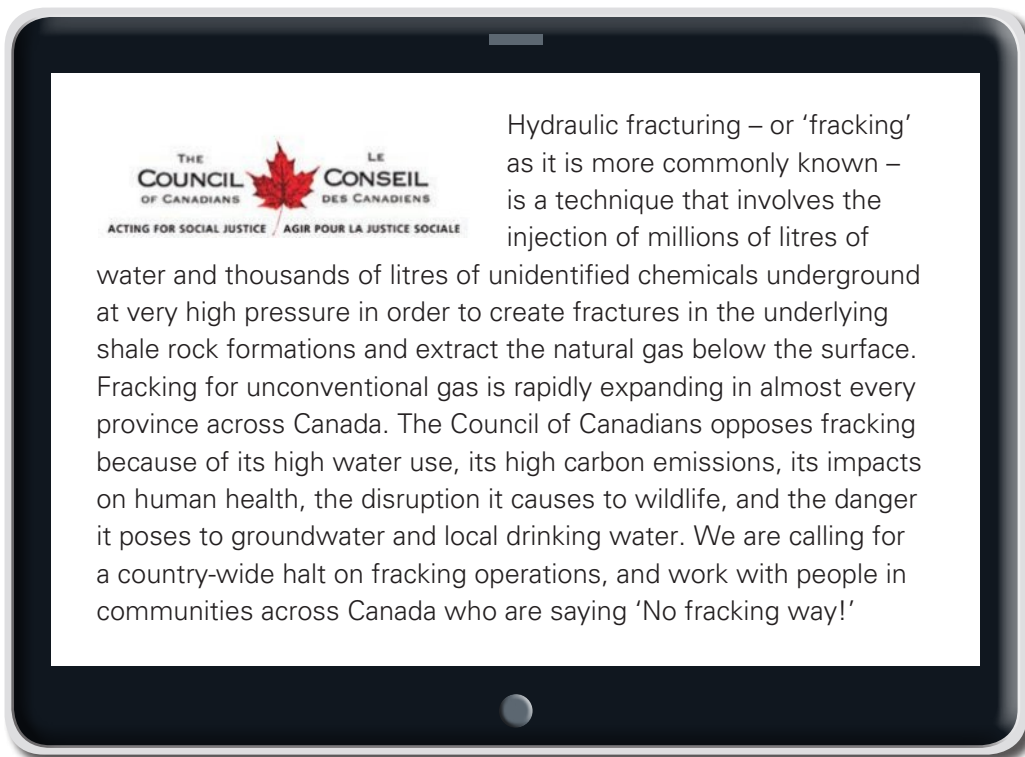 THE
COUNCIL
OF CANADIANS
LE
CONSEIL
DES CANADIENS
ACTING FOR SOCIAL JUSTICE / AGIR POUR LA JUSTICE SOCIALE
Hydraulic fracturing – or ‘fracking’
as it is more commonly known –
is a technique that involves the
injection of millions of litres of
water and thousands of litres of unidentified chemicals underground
at very high pressure in order to create fractures in the underlying
shale rock formations and extract the natural gas below the surface.
Fracking for unconventional gas is rapidly expanding in almost every
province across Canada. The Council of Canadians opposes fracking
because of its high water use, its high carbon emissions, its impacts
on human health, the disruption it causes to wildlife, and the danger
it poses to groundwater and local drinking water. We are calling for
a country-wide halt on fracking operations, and work with people in
communities across Canada who are saying ‘No fracking way!’